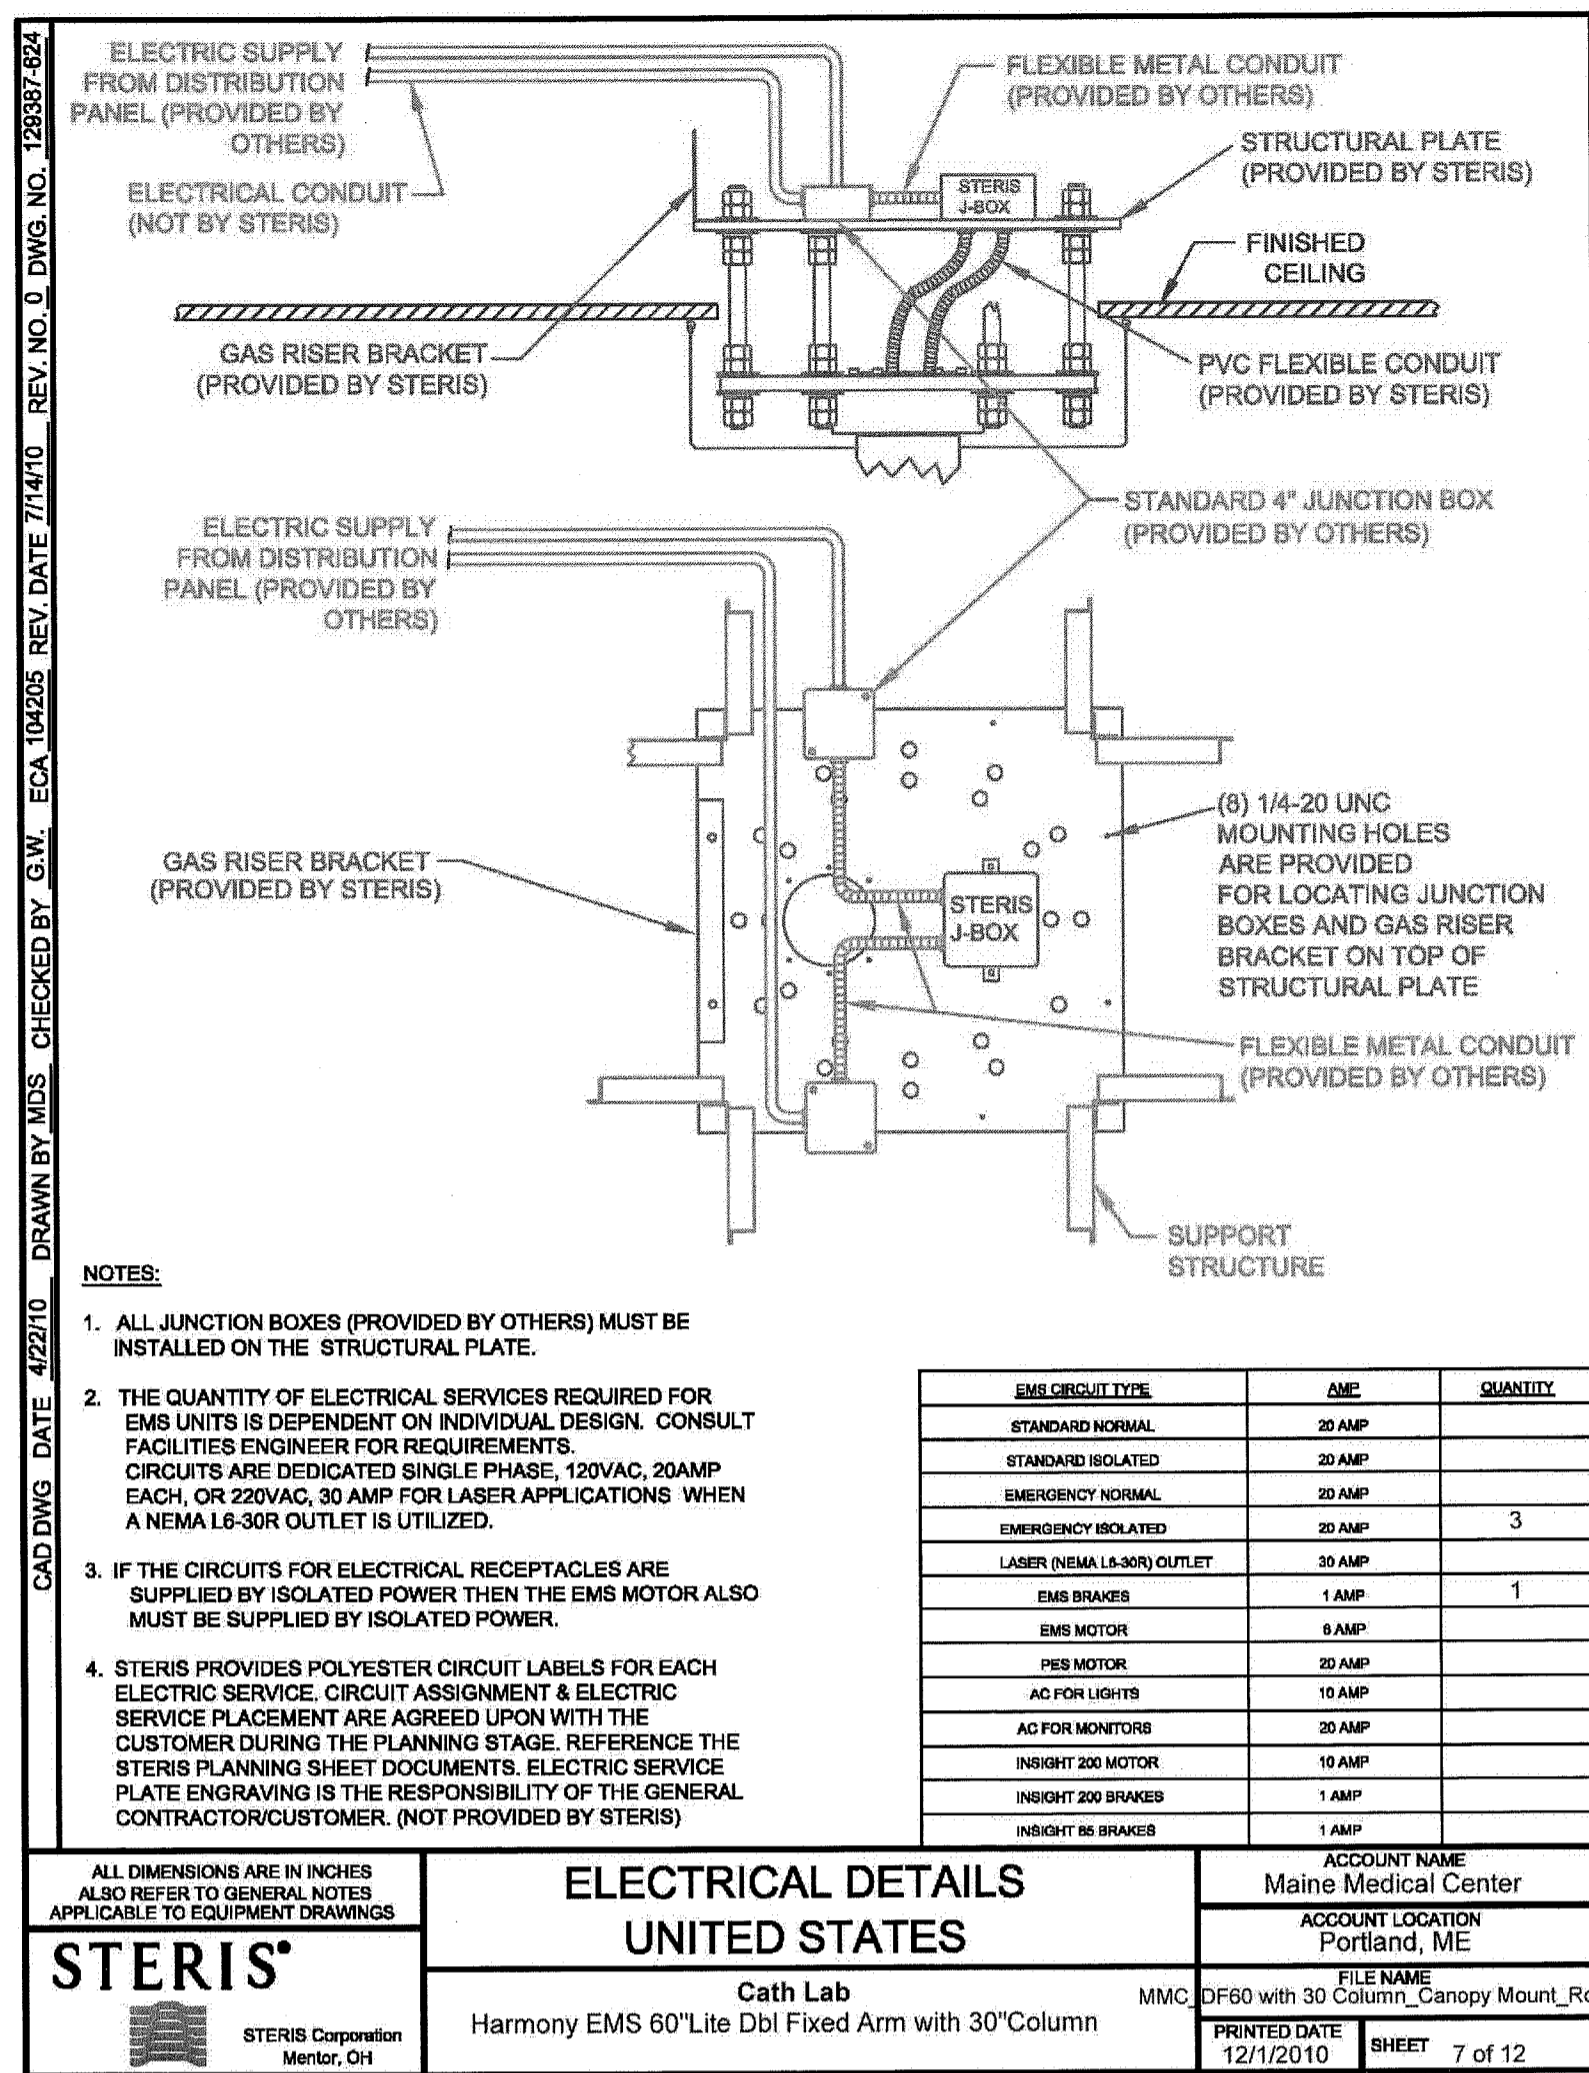 ELECTRIC SUPPLY
FROM DISTRIBUTION
PANEL (PROVIDED BY
OTHERS)
ELECTRICAL CONDUIT
(NOT BY STERIS)
FLEXIBLE METAL CONDUIT
(PROVIDED BY OTHERS)
STRUCTURAL PLATE
(PROVIDED BY STERIS)
STERIS
J-BOX
FINISHED
CEILING
GAS RISER BRACKET
(PROVIDED BY STERIS)
PVC FLEXIBLE CONDUIT
(PROVIDED BY STERIS)
STANDARD 4" JUNCTION BOX
(PROVIDED BY OTHERS)
ELECTRIC SUPPLY
FROM DISTRIBUTION
PANEL (PROVIDED BY
OTHERS)
(8) 1/4-20 UNC
MOUNTING HOLES
ARE PROVIDED
FOR LOCATING JUNCTION
BOXES AND GAS RISER
BRACKET ON TOP OF
STRUCTURAL PLATE
GAS RISER BRACKET
(PROVIDED BY STERIS)
STERIS
J-BOX
FLEXIBLE METAL CONDUIT
(PROVIDED BY OTHERS)
SUPPORT
STRUCTURE
CAD DWG DATE 4/22/10 DRAWN BY MDS CHECKED BY G.W. ECA 104205 REV. DATE 7/14/10 REV. NO. 0 DWG. NO. 129387-624
NOTES:
1. ALL JUNCTION BOXES (PROVIDED BY OTHERS) MUST BE
INSTALLED ON THE STRUCTURAL PLATE.
2. THE QUANTITY OF ELECTRICAL SERVICES REQUIRED FOR
EMS UNITS IS DEPENDENT ON INDIVIDUAL DESIGN. CONSULT
FACILITIES ENGINEER FOR REQUIREMENTS.
CIRCUITS ARE DEDICATED SINGLE PHASE, 120VAC, 20AMP
EACH, OR 220VAC, 30 AMP FOR LASER APPLICATIONS WHEN
A NEMA L6-30R OUTLET IS UTILIZED.
3. IF THE CIRCUITS FOR ELECTRICAL RECEPTACLES ARE
SUPPLIED BY ISOLATED POWER THEN THE EMS MOTOR ALSO
MUST BE SUPPLIED BY ISOLATED POWER.
4. STERIS PROVIDES POLYESTER CIRCUIT LABELS FOR EACH
ELECTRIC SERVICE. CIRCUIT ASSIGNMENT & ELECTRIC
SERVICE PLACEMENT ARE AGREED UPON WITH THE
CUSTOMER DURING THE PLANNING STAGE. REFERENCE THE
STERIS PLANNING SHEET DOCUMENTS. ELECTRIC SERVICE
PLATE ENGRAVING IS THE RESPONSIBILITY OF THE GENERAL
CONTRACTOR/CUSTOMER. (NOT PROVIDED BY STERIS)
EMS CIRCUIT TYPE AMP QUANTITY
STANDARD NORMAL 20 AMP
STANDARD ISOLATED 20 AMP
EMERGENCY NORMAL 20 AMP
EMERGENCY ISOLATED 20 AMP 3
LASER (NEMA L6-30R) OUTLET 30 AMP
EMS BRAKES 1 AMP 1
EMS MOTOR 6 AMP
PES MOTOR 20 AMP
AC FOR LIGHTS 10 AMP
AC FOR MONITORS 20 AMP
INSIGHT 200 MOTOR 10 AMP
INSIGHT 200 BRAKES 1 AMP
INSIGHT 85 BRAKES 1 AMP
ALL DIMENSIONS ARE IN INCHES
ALSO REFER TO GENERAL NOTES
APPLICABLE TO EQUIPMENT DRAWINGS
STERIS
STERIS Corporation
Mentor, OH
ELECTRICAL DETAILS
UNITED STATES
Cath Lab
Harmony EMS 60"Lite Dbl Fixed Arm with 30"Column
ACCOUNT NAME
Maine Medical Center
ACCOUNT LOCATION
Portland, ME
FILE NAME
MMC_DF60 with 30 Column_Canopy Mount_Ro
PRINTED DATE
12/1/2010
SHEET 7 of 12